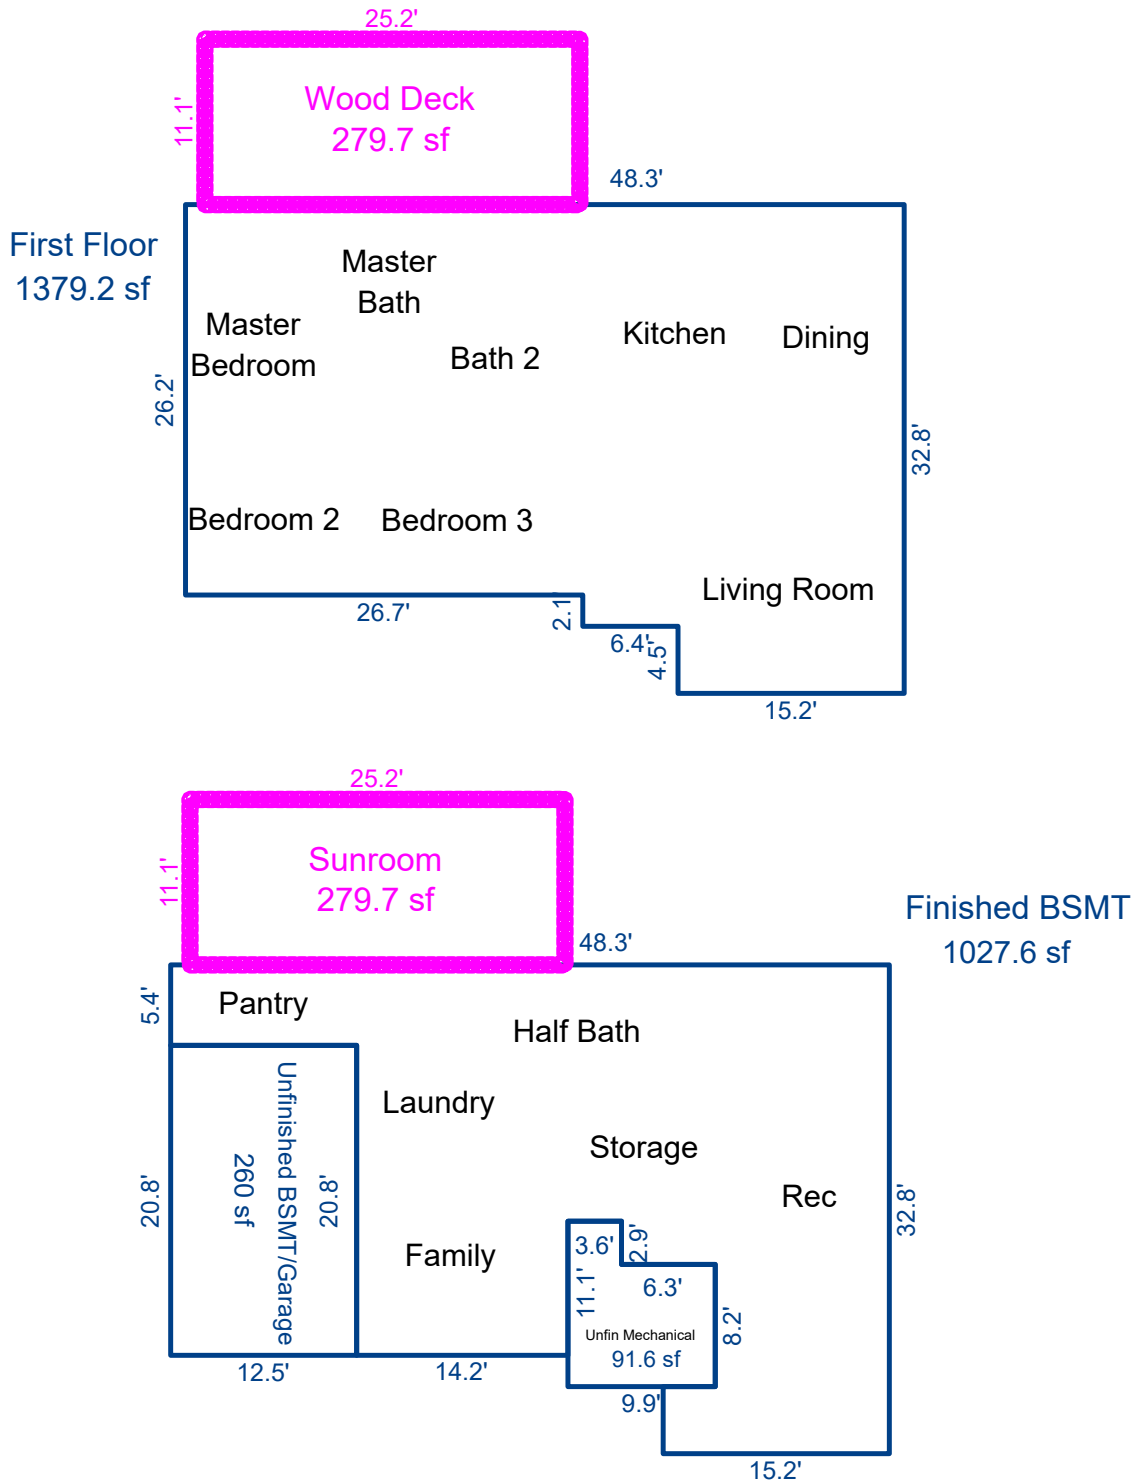 25.2'
11.1'
Wood Deck
279.7 sf
48.3'
First Floor
1379.2 sf
Master
Bath
Master
Bedroom
Bath 2
Kitchen
Dining
26.2'
32.8'
Bedroom 2
Bedroom 3
Living Room
26.7'
2.1'
6.4'
4.5'
15.2'
25.2'
11.1'
Sunroom
279.7 sf
48.3'
Finished BSMT
1027.6 sf
5.4'
Pantry
Half Bath
Laundry
Storage
Rec
20.8'
Unfinished BSMT/Garage
260 sf
20.8'
32.8'
Family
3.6'
2.9'
11.1'
6.3'
8.2'
Unfin Mechanical
91.6 sf
12.5'
14.2'
9.9'
15.2'